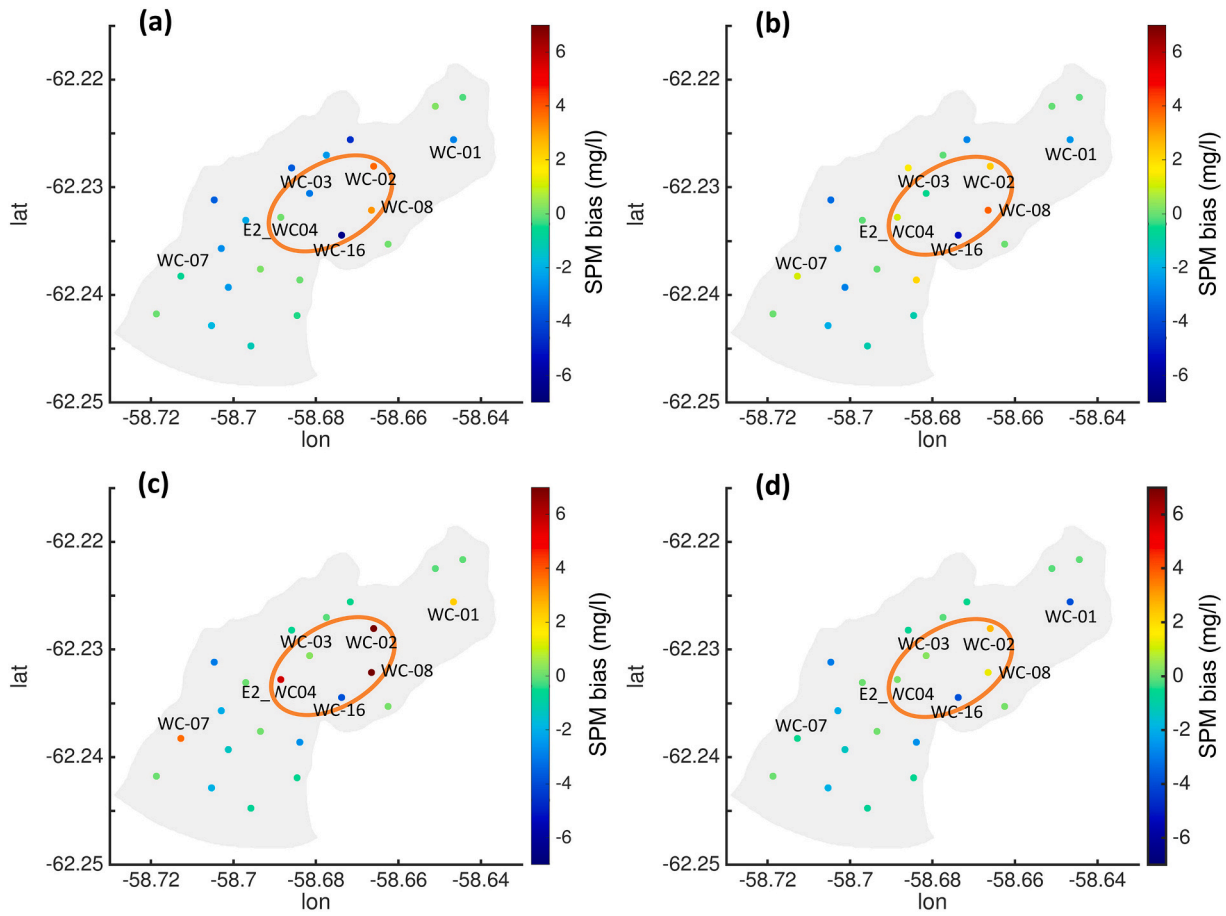 (a)
-62.22
-62.23
-62.24
-62.25
lat
-58.72 -58.7 -58.68 -58.66 -58.64
lon
WC-01
WC-03 WC-02
WC-08
E2_WC04
WC-16
WC-07
6
4
2
0
-2
-4
-6
SPM bias (mg/l)
(b)
-62.22
-62.23
-62.24
-62.25
lat
-58.72 -58.7 -58.68 -58.66 -58.64
lon
WC-01
WC-03 WC-02
WC-08
E2_WC04
WC-16
WC-07
6
4
2
0
-2
-4
-6
SPM bias (mg/l)
(c)
-62.22
-62.23
-62.24
-62.25
lat
-58.72 -58.7 -58.68 -58.66 -58.64
lon
WC-01
WC-03 WC-02
WC-08
E2_WC04
WC-16
WC-07
6
4
2
0
-2
-4
-6
SPM bias (mg/l)
(d)
-62.22
-62.23
-62.24
-62.25
lat
-58.72 -58.7 -58.68 -58.66 -58.64
lon
WC-01
WC-03 WC-02
WC-08
E2_WC04
WC-16
WC-07
6
4
2
0
-2
-4
-6
SPM bias (mg/l)